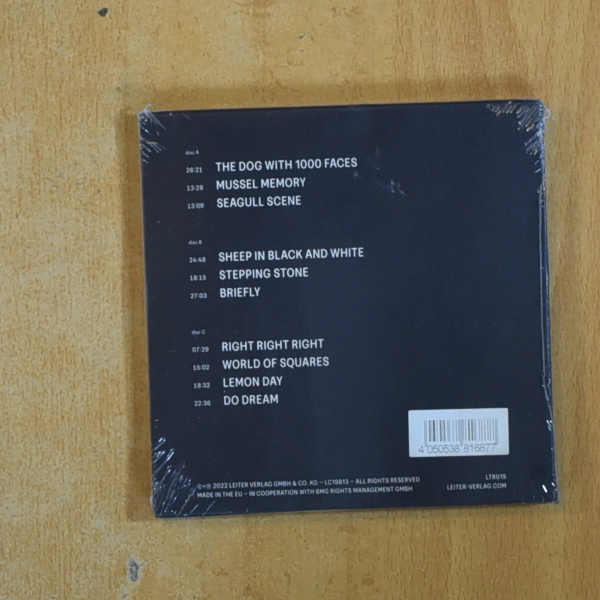 disc A
26:21 THE DOG WITH 1000 FACES
13:28 MUSSEL MEMORY
13:09 SEAGULL SCENE
disc B
24:48 SHEEP IN BLACK AND WHITE
18:15 STEPPING STONE
27:03 BRIEFLY
disc C
07:29 RIGHT RIGHT RIGHT
15:02 WORLD OF SQUARES
18:32 LEMON DAY
22:36 DO DREAM
4 050538 816877
©+℗ 2022 LEITER VERLAG GMBH & CO. KG – LC19813 – ALL RIGHTS RESERVED
MADE IN THE EU – IN COOPERATION WITH BMG RIGHTS MANAGEMENT GMBH
LTR019
LEITER-VERLAG.COM